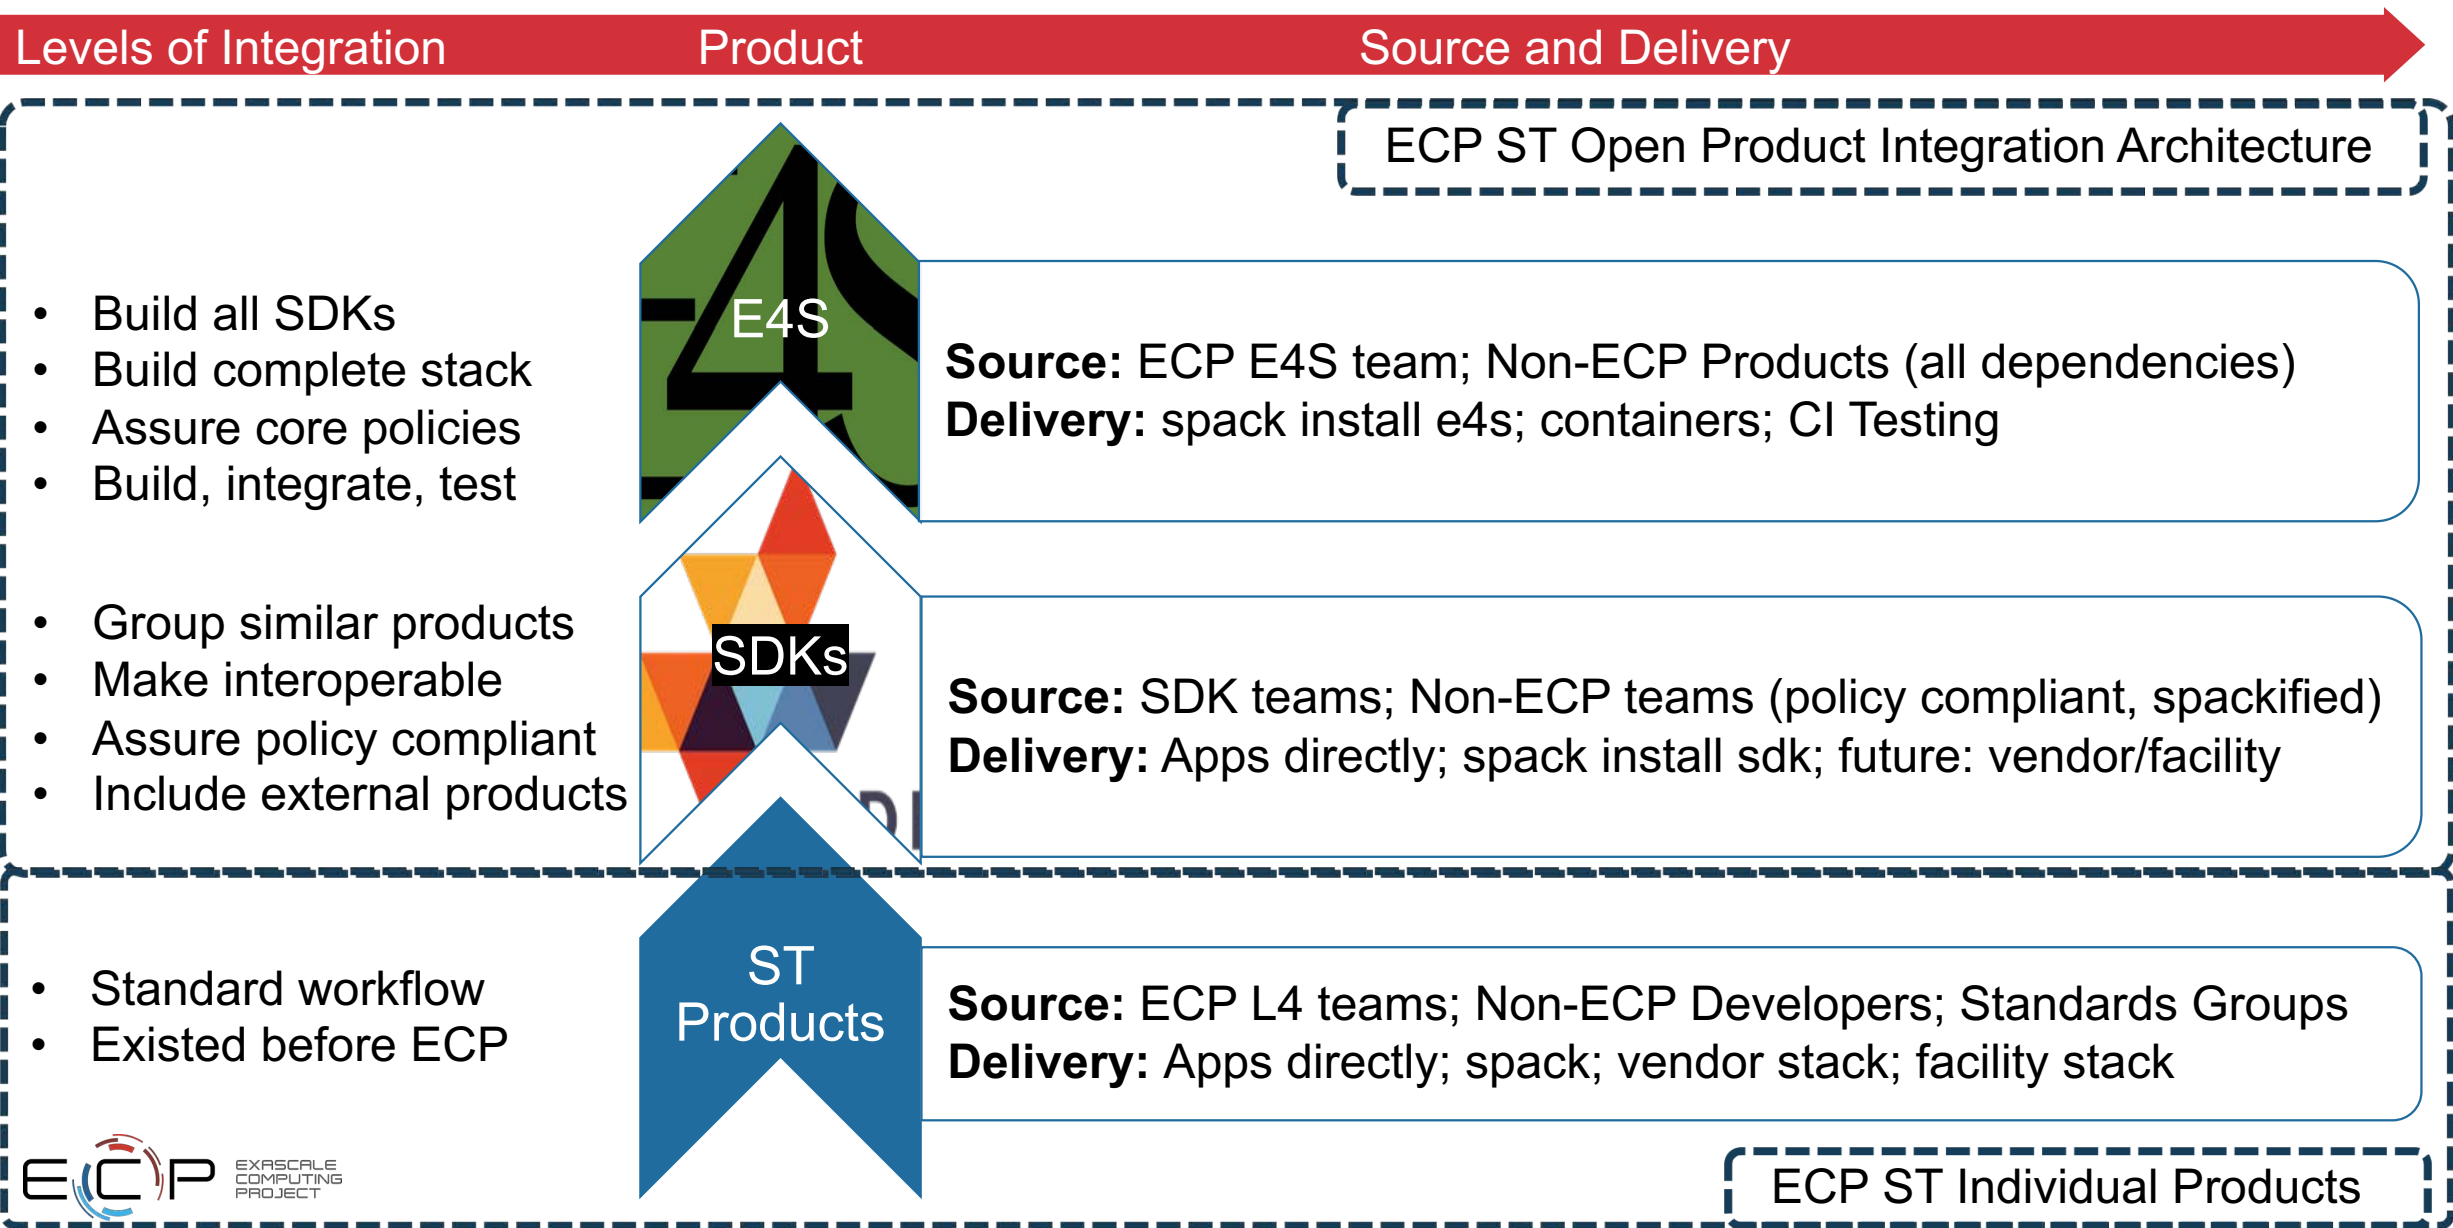 Levels of Integration
Product
Source and Delivery
ECP ST Open Product Integration Architecture
• Build all SDKs
• Build complete stack
• Assure core policies
• Build, integrate, test
E4S
Source: ECP E4S team; Non-ECP Products (all dependencies)
Delivery: spack install e4s; containers; CI Testing
• Group similar products
• Make interoperable
• Assure policy compliant
• Include external products
SDKs
Source: SDK teams; Non-ECP teams (policy compliant, spackified)
Delivery: Apps directly; spack install sdk; future: vendor/facility
• Standard workflow
• Existed before ECP
ST
Products
Source: ECP L4 teams; Non-ECP Developers; Standards Groups
Delivery: Apps directly; spack; vendor stack; facility stack
ECP
EXASCALE
COMPUTING
PROJECT
ECP ST Individual Products